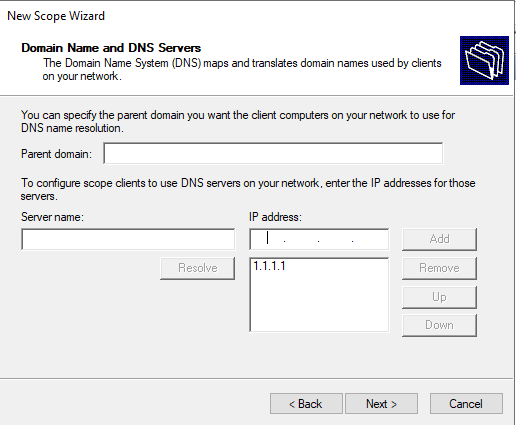 New Scope Wizard
Domain Name and DNS Servers
The Domain Name System (DNS) maps and translates domain names used by clients
on your network.
You can specify the parent domain you want the client computers on your network to use for
DNS name resolution.
Parent domain:
To configure scope clients to use DNS servers on your network, enter the IP addresses for those
servers.
Server name:
IP address:
. . .
Add
Resolve
1.1.1.1
Remove
Up
Down
< Back
Next >
Cancel